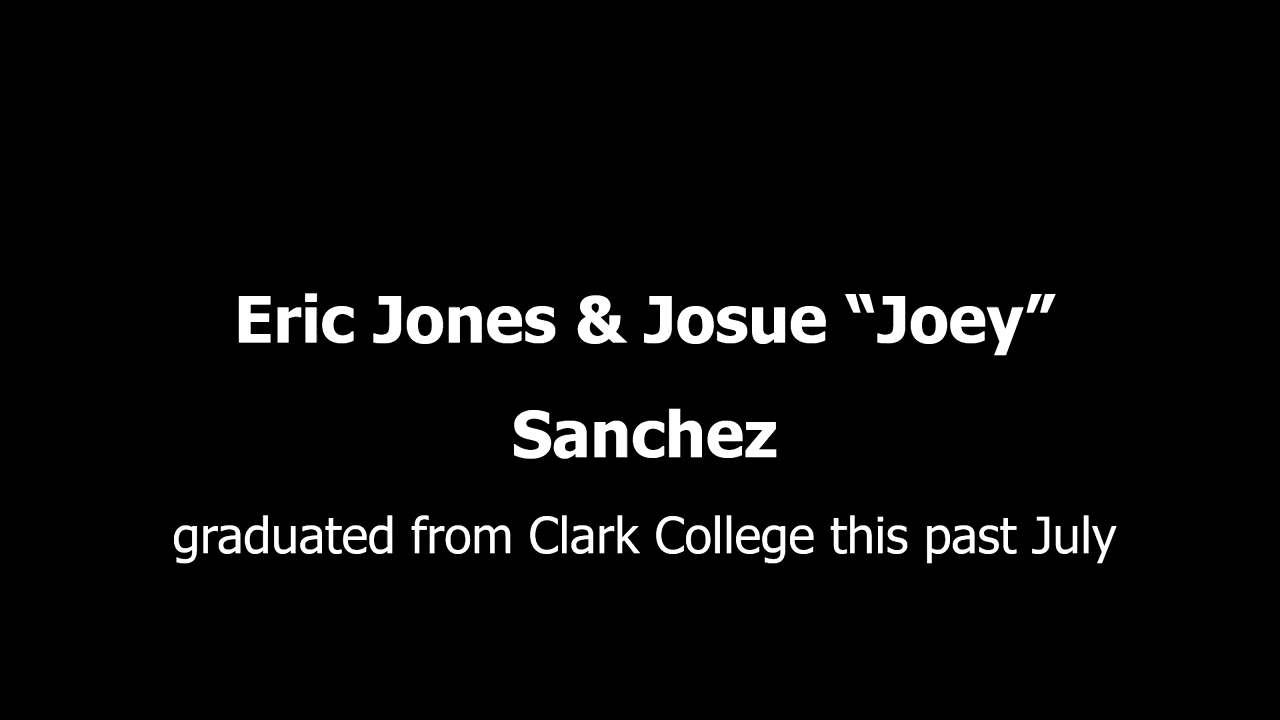 Eric Jones & Josue “Joey”
Sanchez
graduated from Clark College this past July